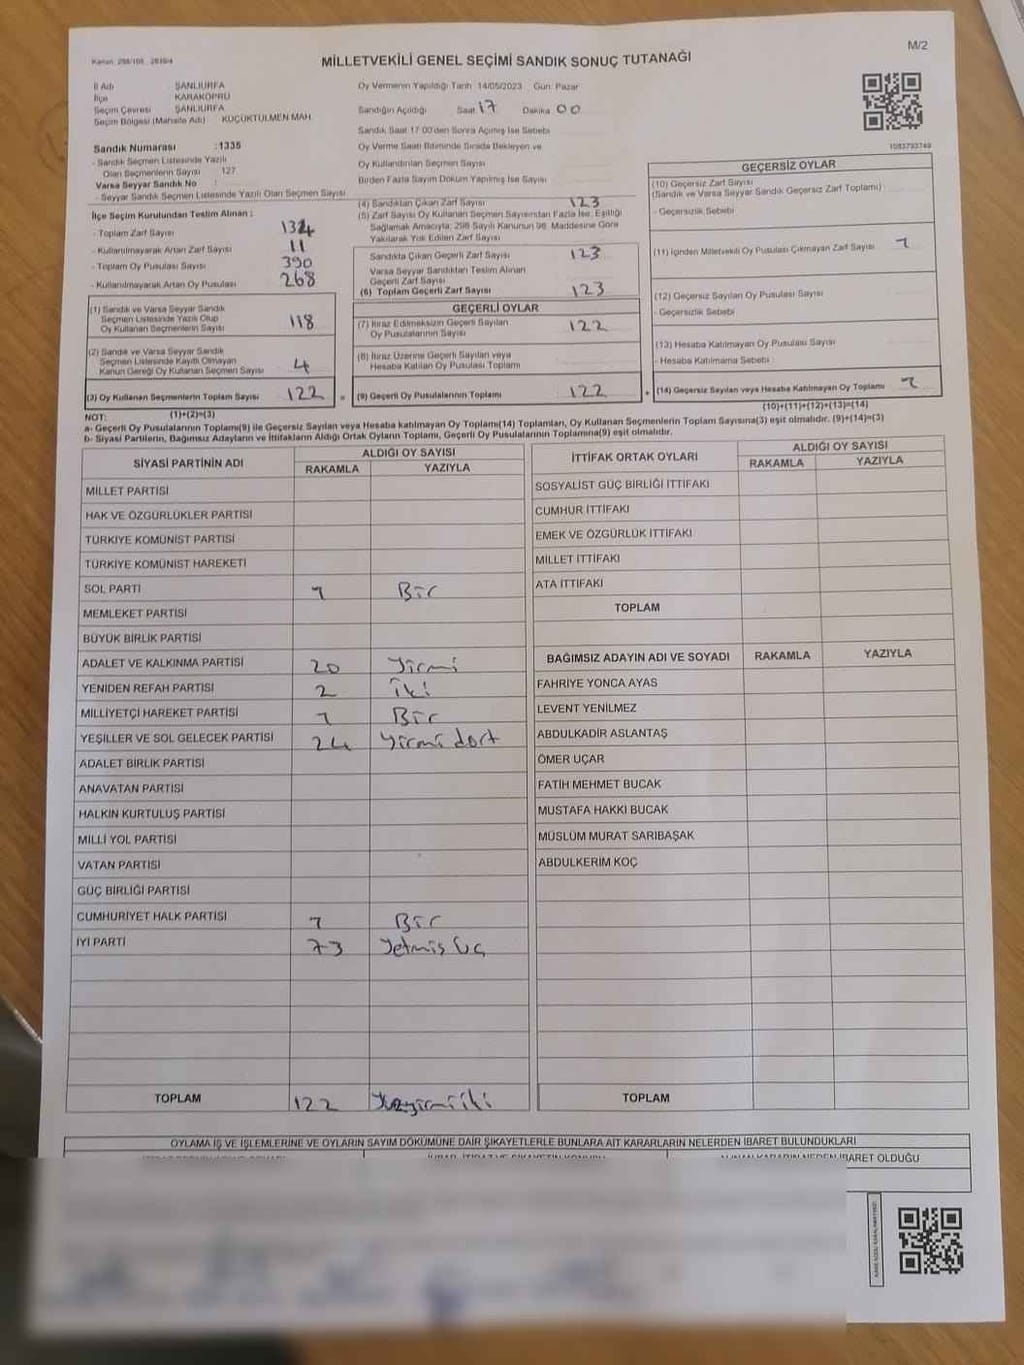 M/2
Kanun: 298/105 , 2839/4
MİLLETVEKİLİ GENEL SEÇİMİ SANDIK SONUÇ TUTANAĞI
İl Adı : ŞANLIURFA
İlçe : KARAKÖPRÜ
Seçim Çevresi : ŞANLIURFA
Seçim Bölgesi (Mahalle Adı) : KÜÇÜKTÜLMEN MAH.
Sandık Numarası : 1335
- Sandık Seçmen Listesinde Yazılı
Olan Seçmenlerin Sayısı : 127
Varsa Seyyar Sandık No :
- Seyyar Sandık Seçmen Listesinde Yazılı Olan Seçmen Sayısı
Oy Vermenin Yapıldığı Tarih 14/05/2023 Gün: Pazar
Sandığın Açıldığı Saat 17 Dakika 00
Sandık Saat 17:00'den Sonra Açılmış İse Sebebi
Oy Verme Saati Bitiminde Sırada Bekleyen ve
Oy Kullandırılan Seçmen Sayısı
Birden Fazla Sayım Döküm Yapılmış İse Sayısı
1083793749
İlçe Seçim Kurulundan Teslim Alınan :
- Toplam Zarf Sayısı 134
- Kullanılmayarak Artan Zarf Sayısı 11
- Toplam Oy Pusulası Sayısı 390
- Kullanılmayarak Artan Oy Pusulası 268
(1) Sandık ve Varsa Seyyar Sandık
Seçmen Listesinde Yazılı Olup
Oy Kullanan Seçmenlerin Sayısı 118
(2) Sandık ve Varsa Seyyar Sandık
Seçmen Listesinde Kayıtlı Olmayan
Kanun Gereği Oy Kullanan Seçmen Sayısı 4
(3) Oy Kullanan Seçmenlerin Toplam Sayısı 122 =
(1)+(2)=(3)
(4) Sandıktan Çıkan Zarf Sayısı 123
(5) Zarf Sayısı Oy Kullanan Seçmen Sayısından Fazla İse, Eşitliği
Sağlamak Amacıyla; 298 Sayılı Kanunun 98. Maddesine Göre
Yakılarak Yok Edilen Zarf Sayısı
Sandıkta Çıkan Geçerli Zarf Sayısı 123
Varsa Seyyar Sandıktan Teslim Alınan
Geçerli Zarf Sayısı
(6) Toplam Geçerli Zarf Sayısı 123
GEÇERLİ OYLAR
(7) İtiraz Edilmeksizin Geçerli Sayılan
Oy Pusulalarının Sayısı 122
(8) İtiraz Üzerine Geçerli Sayılan veya
Hesaba Katılan Oy Pusulası Toplamı
(9) Geçerli Oy Pusulalarının Toplamı 122 +
GEÇERSİZ OYLAR
(10) Geçersiz Zarf Sayısı
(Sandık ve Varsa Seyyar Sandık Geçersiz Zarf Toplamı)
- Geçersizlik Sebebi
(11) İçinden Milletvekili Oy Pusulası Çıkmayan Zarf Sayısı 1
(12) Geçersiz Sayılan Oy Pusulası Sayısı
- Geçersizlik Sebebi
(13) Hesaba Katılmayan Oy Pusulası Sayısı
- Hesaba Katılmama Sebebi
(14) Geçersiz Sayılan veya Hesaba Katılmayan Oy Toplamı 1
(10)+(11)+(12)+(13)=(14)
NOT:
a- Geçerli Oy Pusulalarının Toplamı(9) ile Geçersiz Sayılan veya Hesaba katılmayan Oy Toplamı(14) Toplamları, Oy Kullanan Seçmenlerin Toplam Sayısına(3) eşit olmalıdır. (9)+(14)=(3)
b- Siyasi Partilerin, Bağımsız Adayların ve İttifakların Aldığı Ortak Oyların Toplamı, Geçerli Oy Pusulalarının Toplamına(9) eşit olmalıdır.
SİYASİ PARTİNİN ADI ALDIĞI OY SAYISI
RAKAMLA YAZIYLA
MİLLET PARTİSİ
HAK VE ÖZGÜRLÜKLER PARTİSİ
TÜRKİYE KOMÜNİST PARTİSİ
TÜRKİYE KOMÜNİST HAREKETİ
SOL PARTİ 1 Bir
MEMLEKET PARTİSİ
BÜYÜK BİRLİK PARTİSİ
ADALET VE KALKINMA PARTİSİ 20 Yirmi
YENİDEN REFAH PARTİSİ 2 İki
MİLLİYETÇİ HAREKET PARTİSİ 1 Bir
YEŞİLLER VE SOL GELECEK PARTİSİ 24 Yirmi dört
ADALET BİRLİK PARTİSİ
ANAVATAN PARTİSİ
HALKIN KURTULUŞ PARTİSİ
MİLLİ YOL PARTİSİ
VATAN PARTİSİ
GÜÇ BİRLİĞİ PARTİSİ
CUMHURİYET HALK PARTİSİ 1 Bir
İYİ PARTİ 73 Yetmiş üç
TOPLAM 122 Yüzyirmiiki
İTTİFAK ORTAK OYLARI ALDIĞI OY SAYISI
RAKAMLA YAZIYLA
SOSYALİST GÜÇ BİRLİĞİ İTTİFAKI
CUMHUR İTTİFAKI
EMEK VE ÖZGÜRLÜK İTTİFAKI
MİLLET İTTİFAKI
ATA İTTİFAKI
TOPLAM
BAĞIMSIZ ADAYIN ADI VE SOYADI RAKAMLA YAZIYLA
FAHRİYE YONCA AYAS
LEVENT YENİLMEZ
ABDULKADİR ASLANTAŞ
ÖMER UÇAR
FATİH MEHMET BUCAK
MUSTAFA HAKKI BUCAK
MÜSLÜM MURAT SARIBAŞAK
ABDULKERİM KOÇ
TOPLAM
OYLAMA İŞ VE İŞLEMLERİNE VE OYLARIN SAYIM DÖKÜMÜNE DAİR ŞİKAYETLERLE BUNLARA AİT KARARLARIN NELERDEN İBARET BULUNDUKLARI
İBARET OLDUĞU